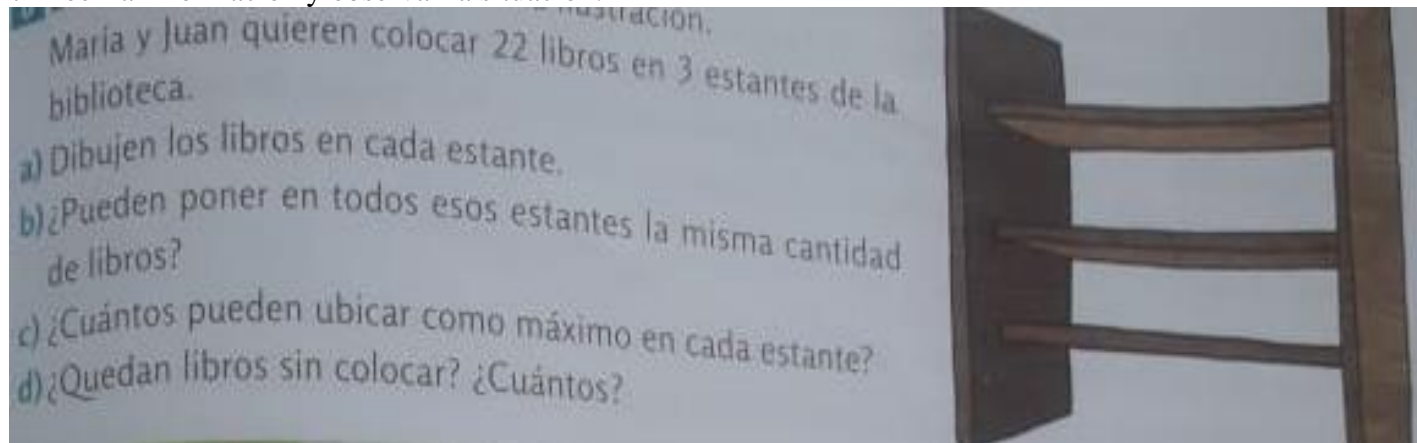 ustración.
María y Juan quieren colocar 22 libros en 3 estantes de la
biblioteca.
a) Dibujen los libros en cada estante.
b) ¿Pueden poner en todos esos estantes la misma cantidad
de libros?
c) ¿Cuántos pueden ubicar como máximo en cada estante?
d) ¿Quedan libros sin colocar? ¿Cuántos?